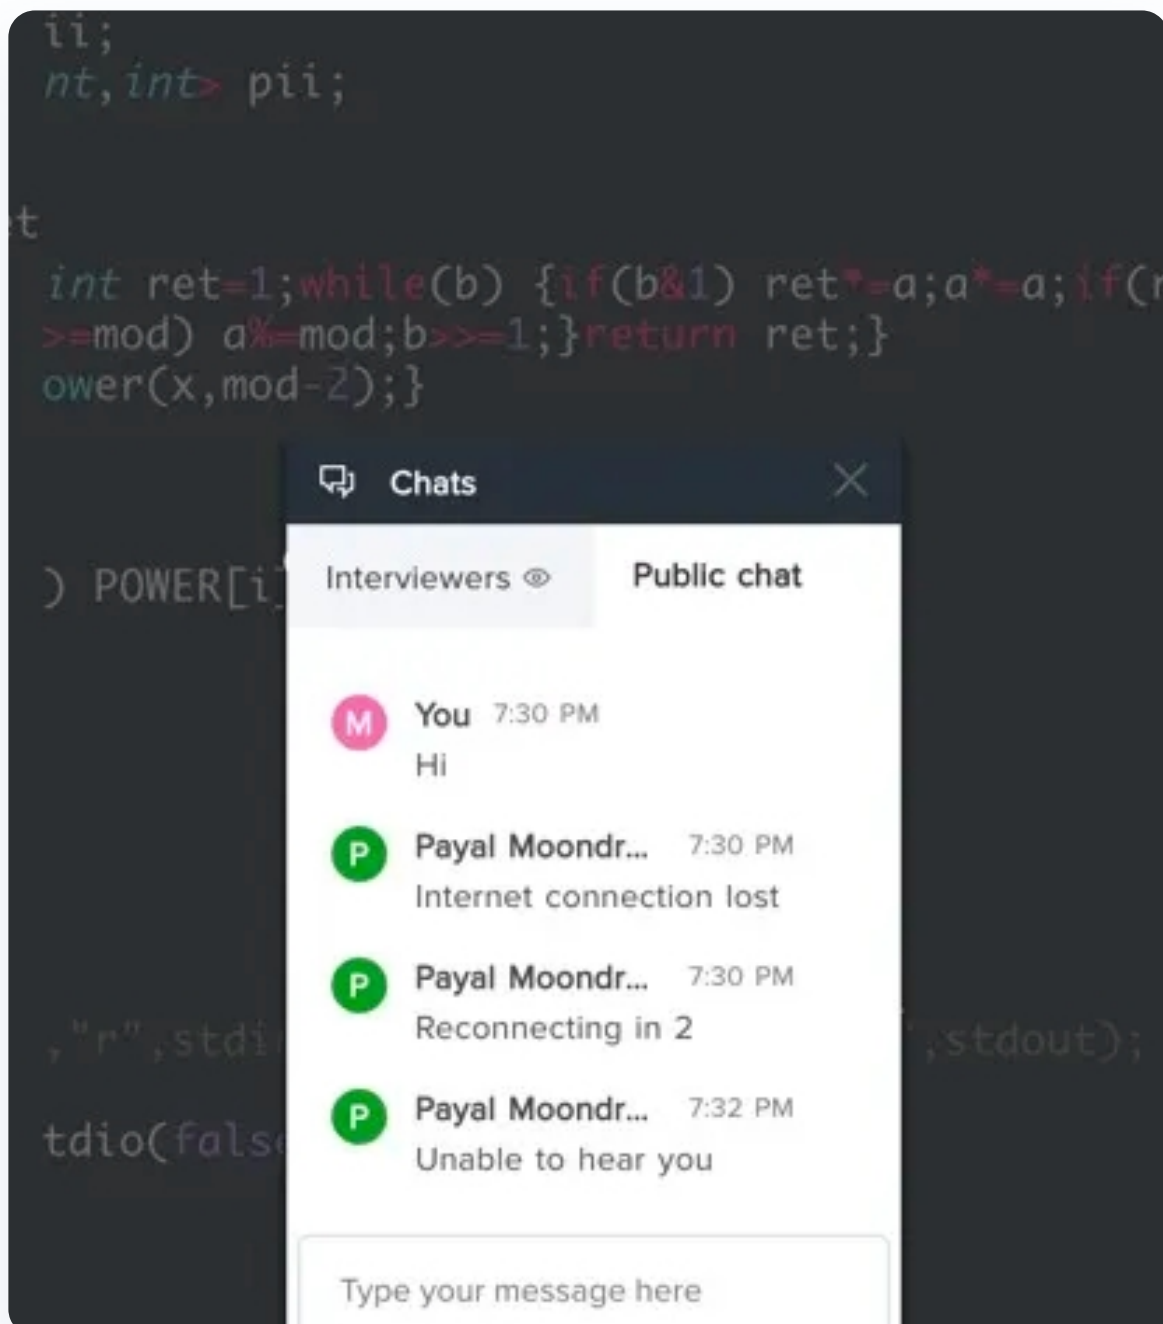 ii;
nt,int> pii;
et
int ret=1;while(b) {if(b&1) ret*=a;a*=a;if(
>=mod) a%=mod;b>>=1;}return ret;}
ower(x,mod-2);}
) POWER[i]
,"r",stdi ,stdout);
tdio(false
Chats
Interviewers
Public chat
M
You 7:30 PM
Hi
P
Payal Moondr... 7:30 PM
Internet connection lost
P
Payal Moondr... 7:30 PM
Reconnecting in 2
P
Payal Moondr... 7:32 PM
Unable to hear you
Type your message here